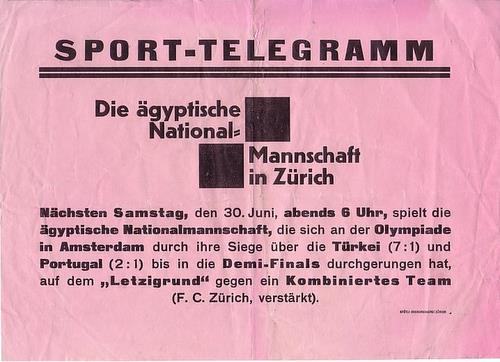 SPORT-TELEGRAMM
Die ägyptische
National-
Mannschaft
in Zürich
Nächsten Samstag, den 30. Juni, abends 6 Uhr, spielt die
ägyptische Nationalmannschaft, die sich an der Olympiade
in Amsterdam durch ihre Siege über die Türkei (7:1) und
Portugal (2:1) bis in die Demi-Finals durchgerungen hat,
auf dem „Letzigrund“ gegen ein Kombiniertes Team
(F. C. Zürich, verstärkt).